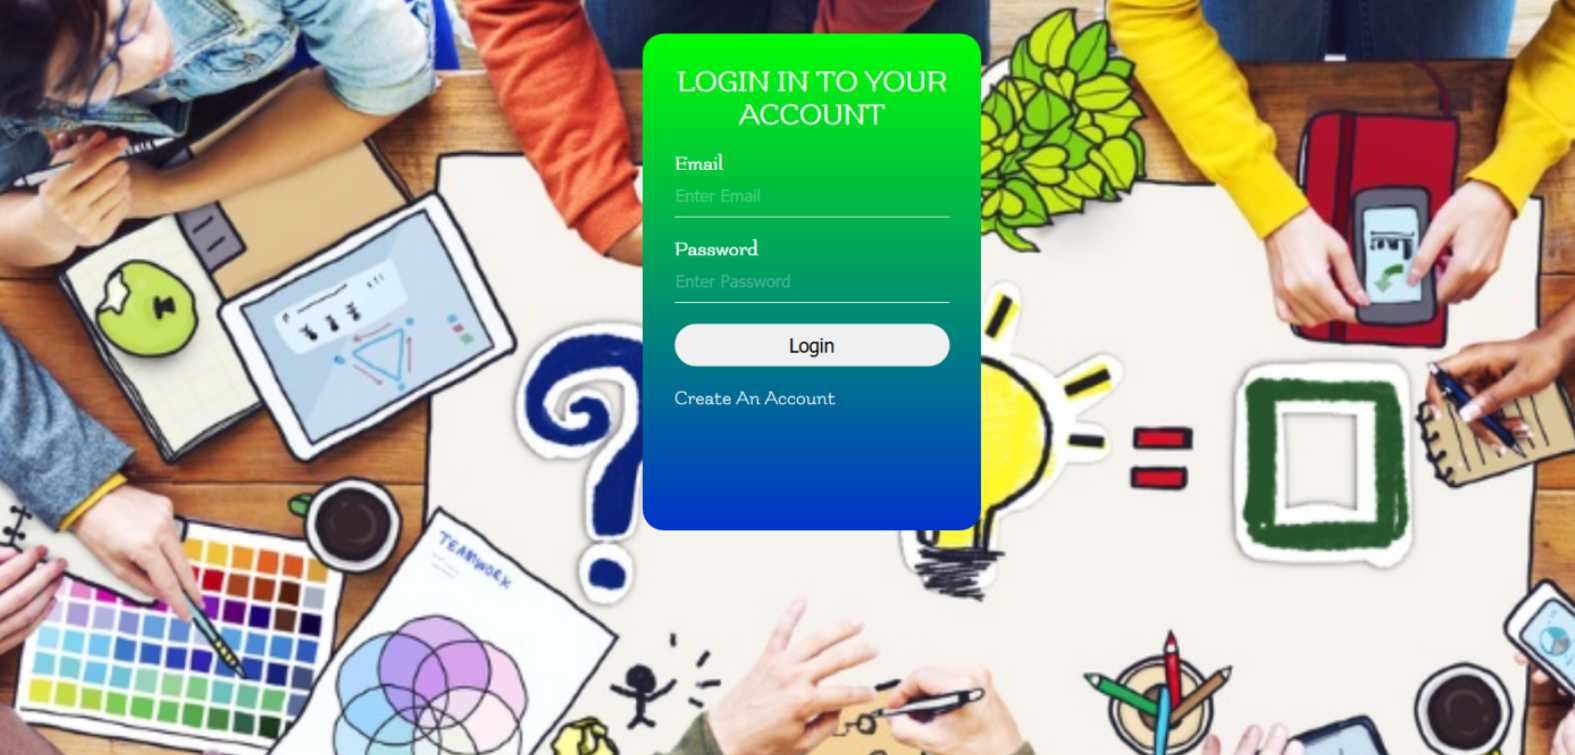 LOGIN IN TO YOUR
ACCOUNT
Email
Enter Email
Password
Enter Password
Login
Create An Account
TEAMWORK